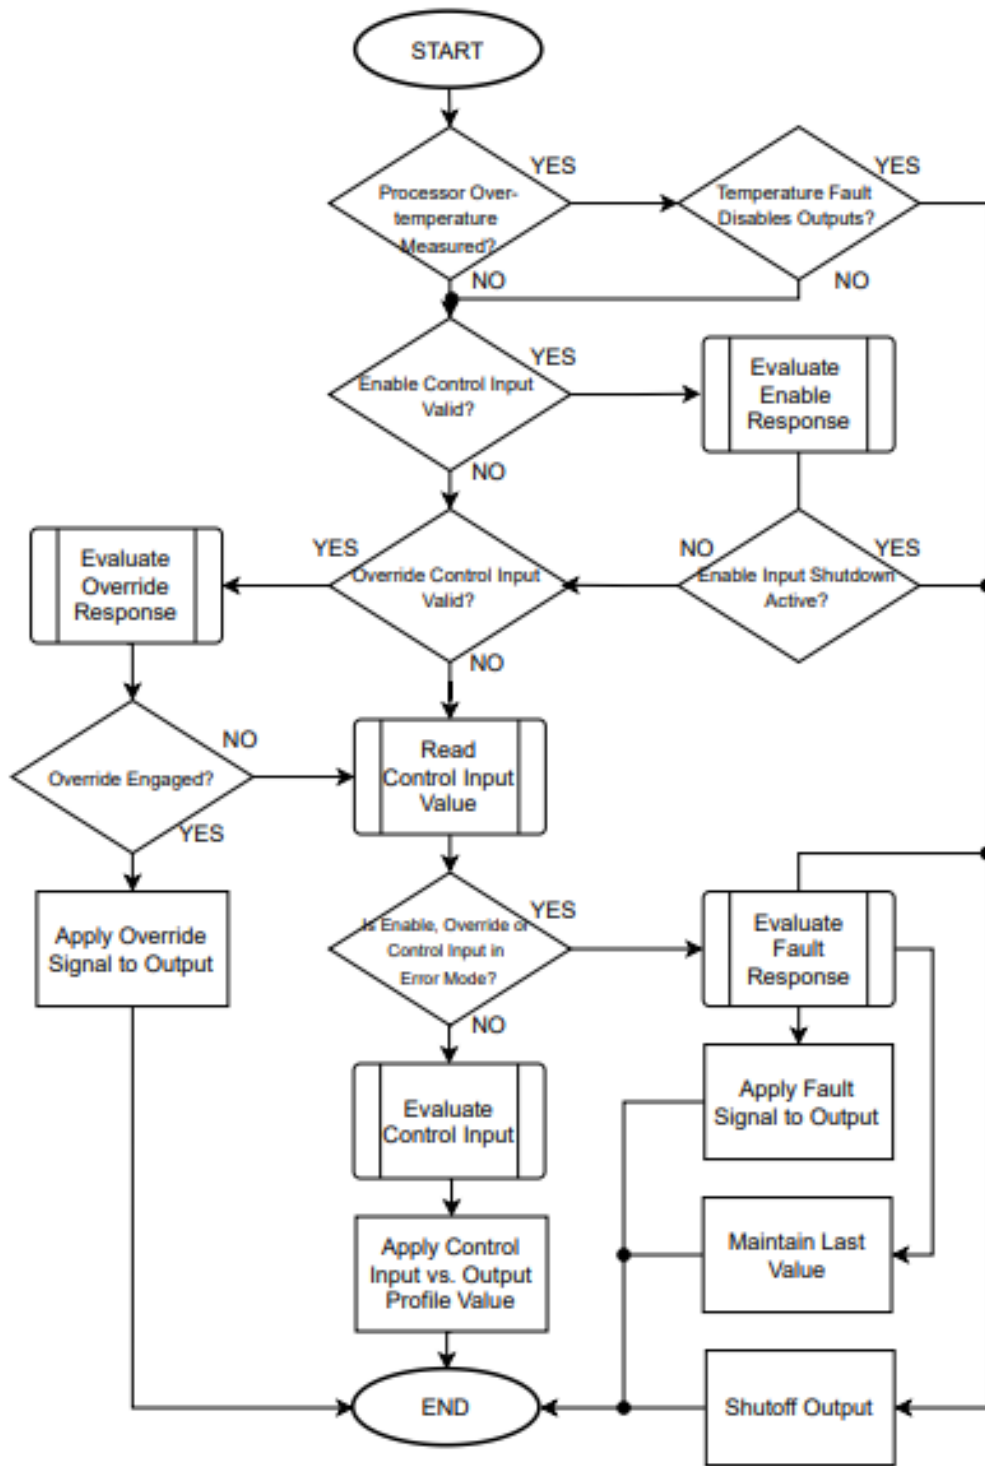 START
YES
YES
Processor Over-
temperature
Measured?
Temperature Fault
Disables Outputs?
NO
NO
YES
Enable Control Input
Valid?
Evaluate
Enable
Response
NO
YES
NO
YES
Evaluate
Override
Response
Override Control Input
Valid?
Enable Input Shutdown
Active?
NO
NO
Override Engaged?
Read
Control Input
Value
YES
YES
Is Enable, Override or
Control Input in
Error Mode?
Evaluate
Fault
Response
Apply Override
Signal to Output
NO
Evaluate
Control Input
Apply Fault
Signal to Output
Apply Control
Input vs. Output
Profile Value
Maintain Last
Value
END
Shutoff Output